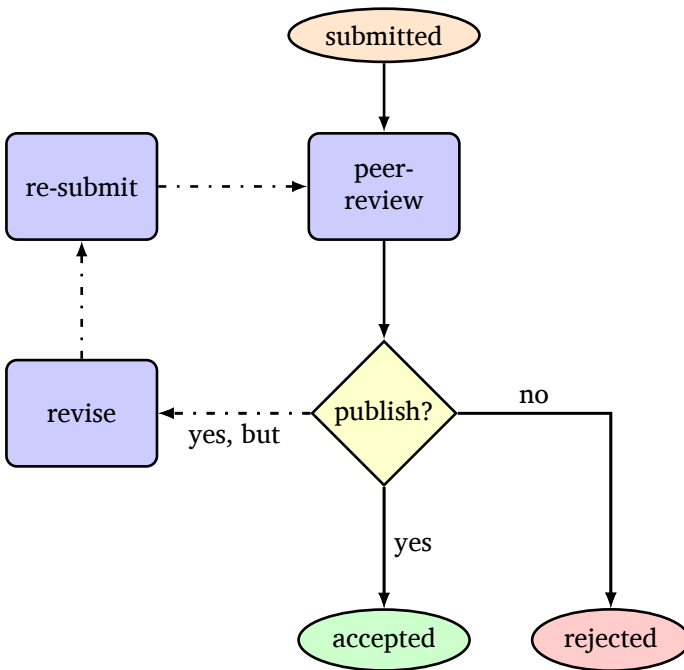 submitted
re-submit
peer-
review
revise
publish?
no
yes, but
yes
accepted
rejected